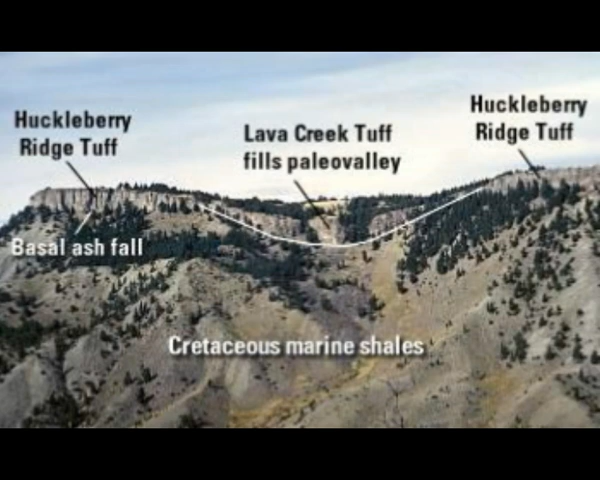 Huckleberry
Ridge Tuff
Lava Creek Tuff
fills paleovalley
Huckleberry
Ridge Tuff
Basal ash fall
Cretaceous marine shales